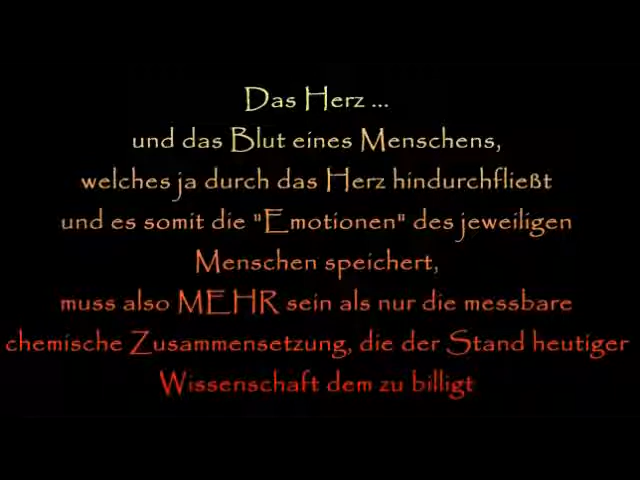 Das Herz ...
und das Blut eines Menschens,
welches ja durch das Herz hindurchfließt
und es somit die "Emotionen" des jeweiligen
Menschen speichert,
muss also MEHR sein als nur die messbare
chemische Zusammensetzung, die der Stand heutiger
Wissenschaft dem zu billigt